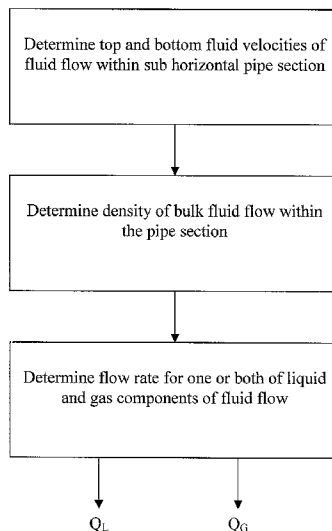 Determine top and bottom fluid velocities of
fluid flow within sub horizontal pipe section
Determine density of bulk fluid flow within
the pipe section
Determine flow rate for one or both of liquid
and gas components of fluid flow
Q_L Q_G